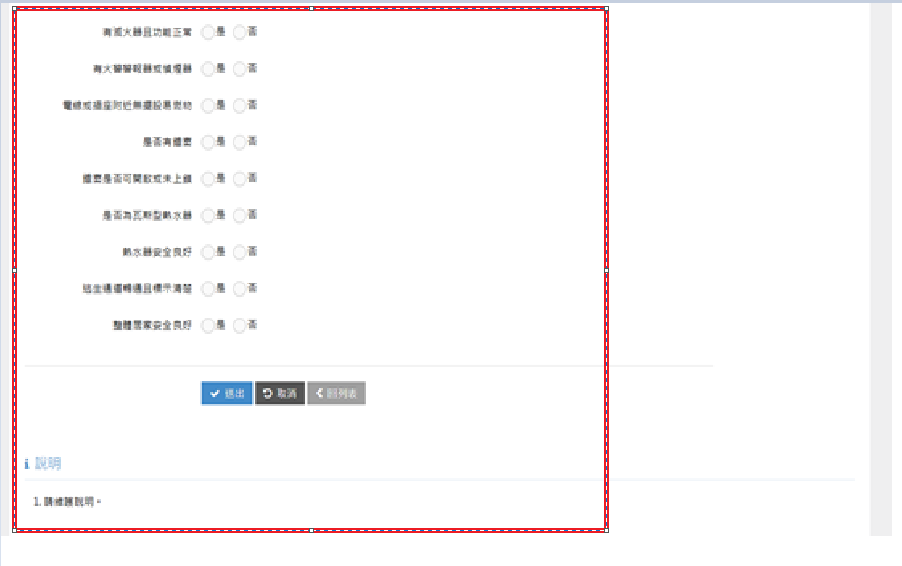 有滅火器且功能正常 是 否
有火警警報器或偵煙器 是 否
電線或插座附近無擺設易燃物 是 否
是否有鐵窗 是 否
鐵窗是否可開啟或未上鎖 是 否
是否為瓦斯型熱水器 是 否
熱水器安全良好 是 否
逃生通道暢通且標示清楚 是 否
整體居家安全良好 是 否
送出 取消 回列表
說明
1. 請維護說明。